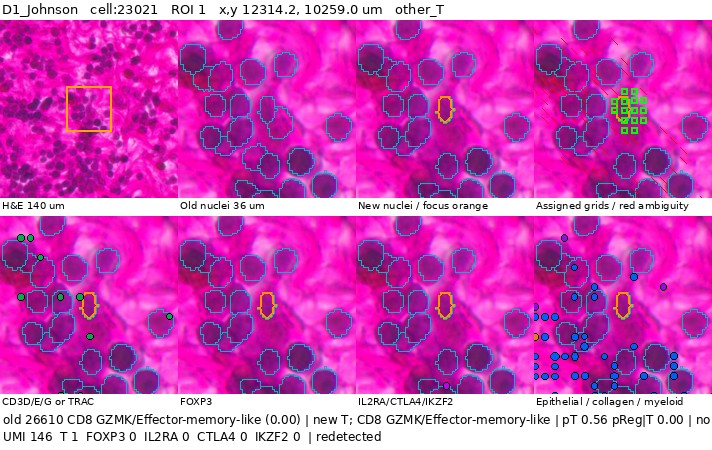 D1_Johnson   cell:23021   ROI 1   x,y 12314.2, 10259.0 um   other_T
H&E 140 um
Old nuclei 36 um
New nuclei / focus orange
Assigned grids / red ambiguity
CD3D/E/G or TRAC
FOXP3
IL2RA/CTLA4/IKZF2
Epithelial / collagen / myeloid
old 26610 CD8 GZMK/Effector-memory-like (0.00) | new T; CD8 GZMK/Effector-memory-like | pT 0.56 pReg|T 0.00 | no
UMI 146  T 1  FOXP3 0  IL2RA 0  CTLA4 0  IKZF2 0  | redetected